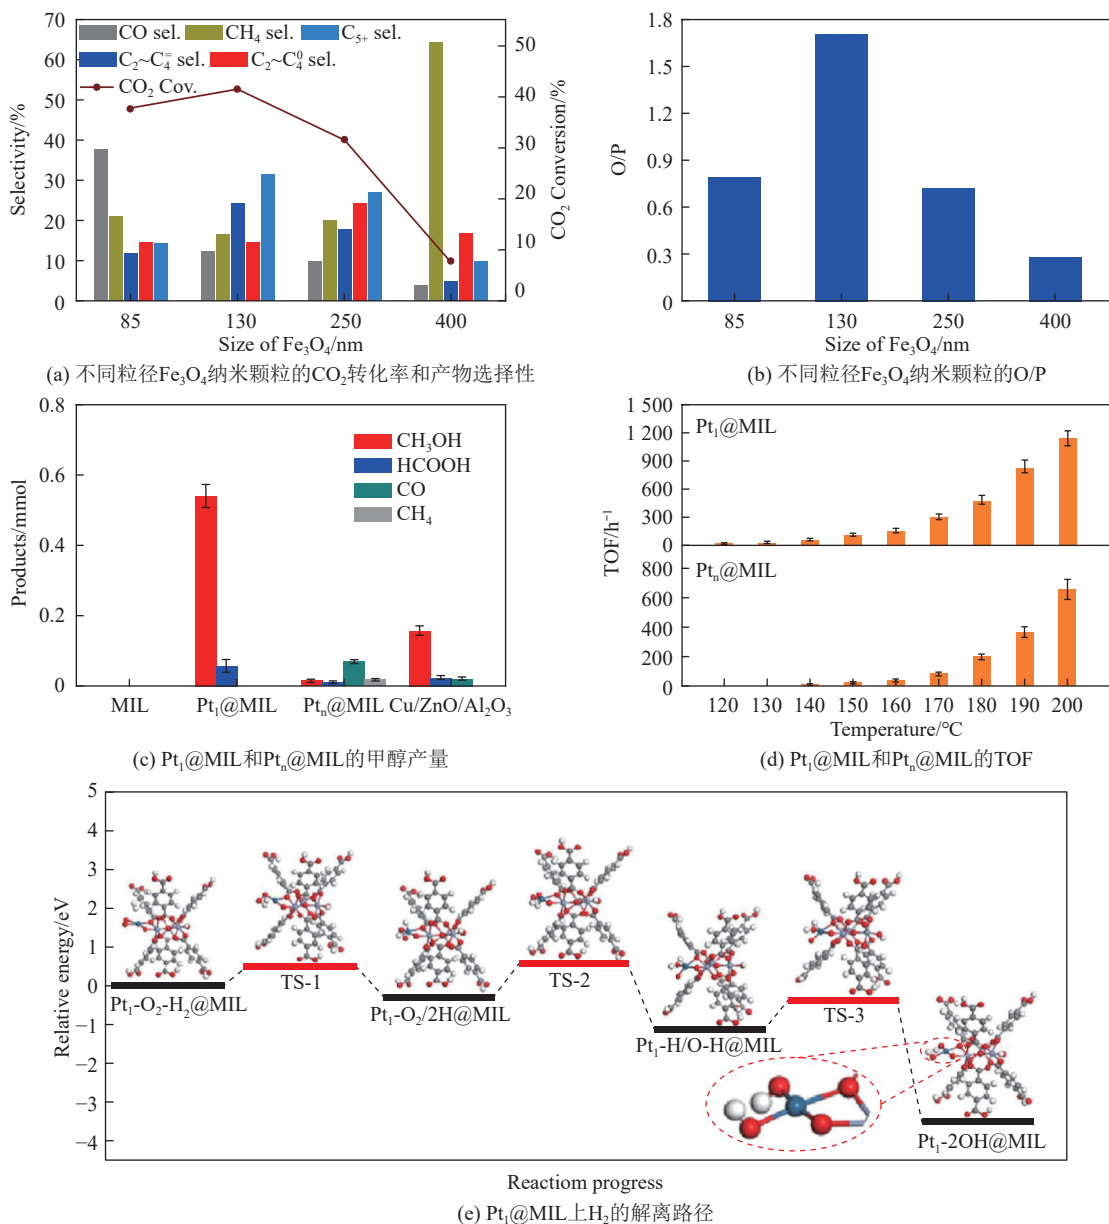 CO sel. CH₄ sel. C₅₊ sel.
C₂~C₄⁼ sel. C₂~C₄⁰ sel.
CO₂ Cov.
Selectivity/%
70
60
50
40
30
20
10
0
CO₂ Conversion/%
50
40
30
20
10
0
85 130 250 400
Size of Fe₃O₄/nm
(a) 不同粒径Fe₃O₄纳米颗粒的CO₂转化率和产物选择性
O/P
1.8
1.5
1.2
0.9
0.6
0.3
0
85 130 250 400
Size of Fe₃O₄/nm
(b) 不同粒径Fe₃O₄纳米颗粒的O/P
Products/mmol
0.8
0.6
0.4
0.2
0
CH₃OH
HCOOH
CO
CH₄
MIL Pt₁@MIL Ptₙ@MIL Cu/ZnO/Al₂O₃
(c) Pt₁@MIL和Ptₙ@MIL的甲醇产量
TOF/h⁻¹
1 500
1 200
900
600
300
0
Pt₁@MIL
800
600
400
200
0
Ptₙ@MIL
120 130 140 150 160 170 180 190 200
Temperature/°C
(d) Pt₁@MIL和Ptₙ@MIL的TOF
Relative energy/eV
5
4
3
2
1
0
−1
−2
−3
−4
Pt₁-O₂-H₂@MIL
TS-1
Pt₁-O₂/2H@MIL
TS-2
Pt₁-H/O-H@MIL
TS-3
Pt₁-2OH@MIL
Reactiom progress
(e) Pt₁@MIL上H₂的解离路径